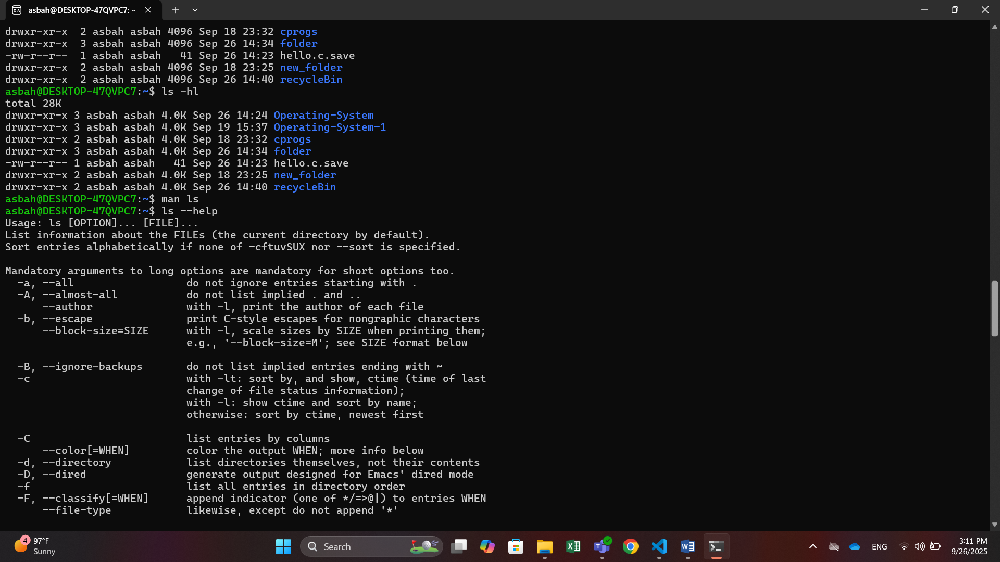 asbah@DESKTOP-47QVPC7: ~
drwxr-xr-x  2 asbah asbah 4096 Sep 18 23:32 cprogs
drwxr-xr-x  3 asbah asbah 4096 Sep 26 14:34 folder
-rw-r--r--  1 asbah asbah   41 Sep 26 14:23 hello.c.save
drwxr-xr-x  2 asbah asbah 4096 Sep 18 23:25 new_folder
drwxr-xr-x  2 asbah asbah 4096 Sep 26 14:40 recycleBin
asbah@DESKTOP-47QVPC7:~$ ls -hl
total 28K
drwxr-xr-x 3 asbah asbah 4.0K Sep 26 14:24 Operating-System
drwxr-xr-x 3 asbah asbah 4.0K Sep 19 15:37 Operating-System-1
drwxr-xr-x 2 asbah asbah 4.0K Sep 18 23:32 cprogs
drwxr-xr-x 3 asbah asbah 4.0K Sep 26 14:34 folder
-rw-r--r-- 1 asbah asbah   41 Sep 26 14:23 hello.c.save
drwxr-xr-x 2 asbah asbah 4.0K Sep 18 23:25 new_folder
drwxr-xr-x 2 asbah asbah 4.0K Sep 26 14:40 recycleBin
asbah@DESKTOP-47QVPC7:~$ man ls
asbah@DESKTOP-47QVPC7:~$ ls --help
Usage: ls [OPTION]... [FILE]...
List information about the FILEs (the current directory by default).
Sort entries alphabetically if none of -cftuvSUX nor --sort is specified.

Mandatory arguments to long options are mandatory for short options too.
  -a, --all                  do not ignore entries starting with .
  -A, --almost-all           do not list implied . and ..
      --author               with -l, print the author of each file
  -b, --escape               print C-style escapes for nongraphic characters
      --block-size=SIZE      with -l, scale sizes by SIZE when printing them;
                             e.g., '--block-size=M'; see SIZE format below

  -B, --ignore-backups       do not list implied entries ending with ~
  -c                         with -lt: sort by, and show, ctime (time of last
                             change of file status information);
                             with -l: show ctime and sort by name;
                             otherwise: sort by ctime, newest first

  -C                         list entries by columns
      --color[=WHEN]         color the output WHEN; more info below
  -d, --directory            list directories themselves, not their contents
  -D, --dired                generate output designed for Emacs' dired mode
  -f                         list all entries in directory order
  -F, --classify[=WHEN]      append indicator (one of */=>@|) to entries WHEN
      --file-type            likewise, except do not append '*'
4
97°F
Sunny
Search
ENG
3:11 PM
9/26/2025